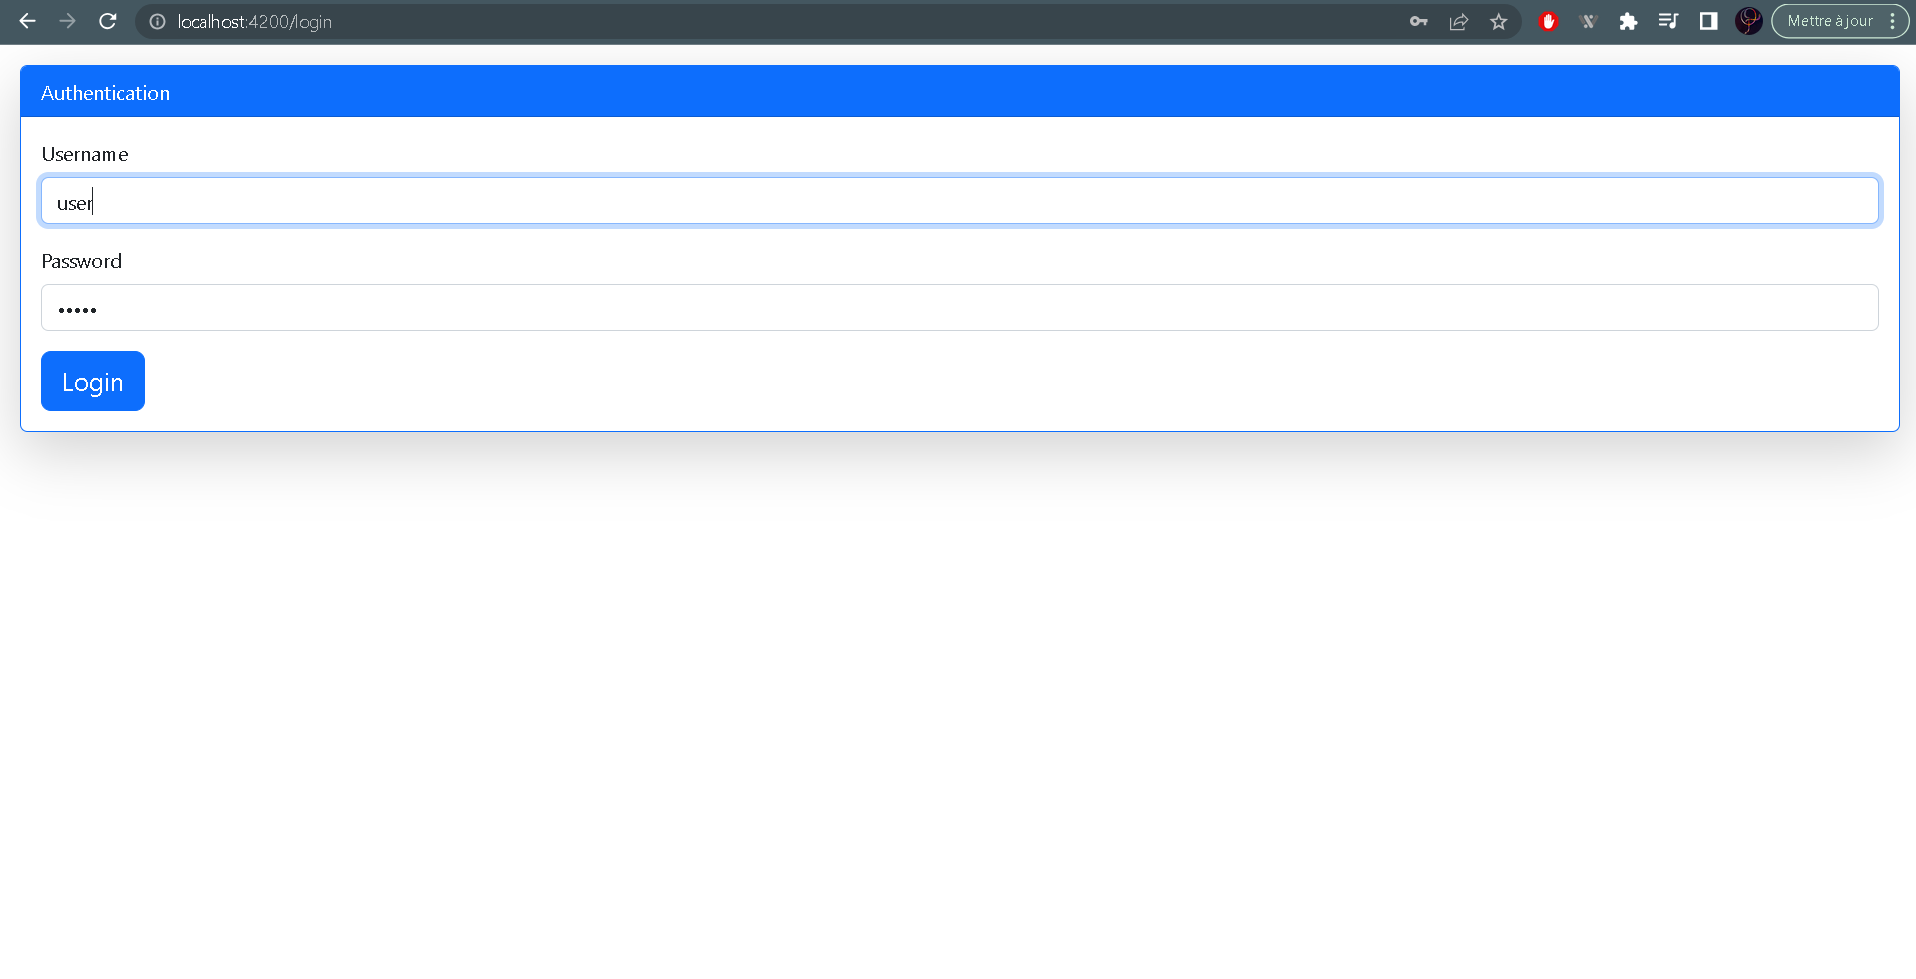 localhost:4200/login
Mettre à jour
Authentication
Username
user
Password
•••••
Login